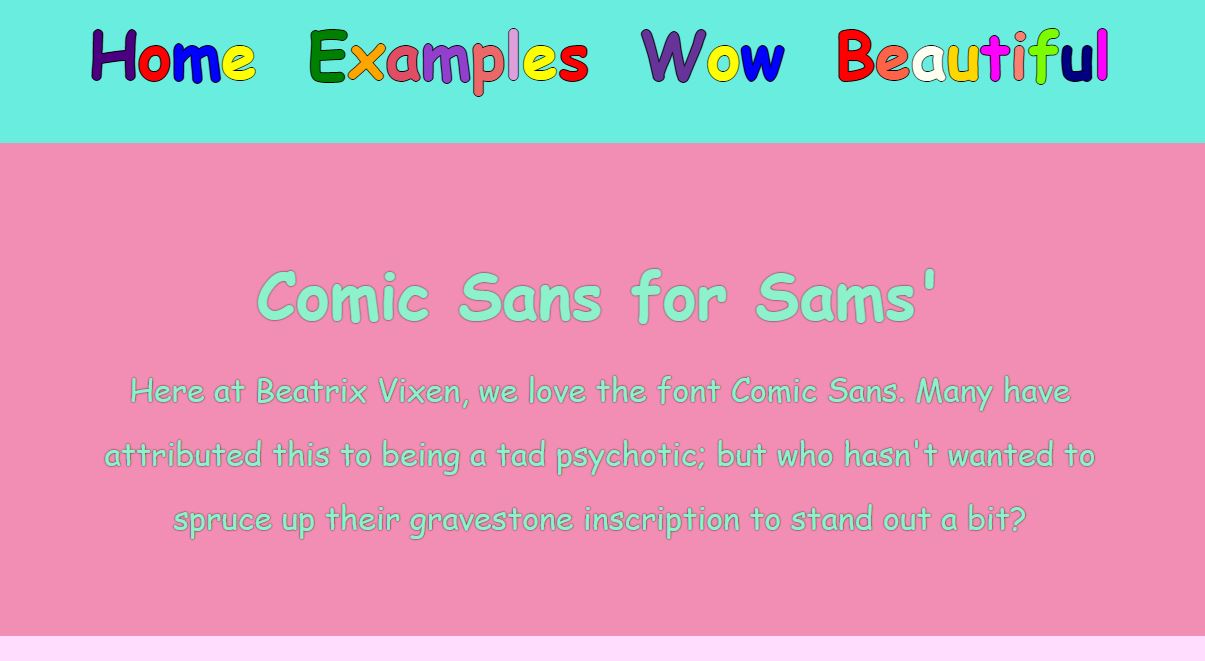 Home Examples Wow Beautiful
Comic Sans for Sams'
Here at Beatrix Vixen, we love the font Comic Sans. Many have
attributed this to being a tad psychotic; but who hasn't wanted to
spruce up their gravestone inscription to stand out a bit?